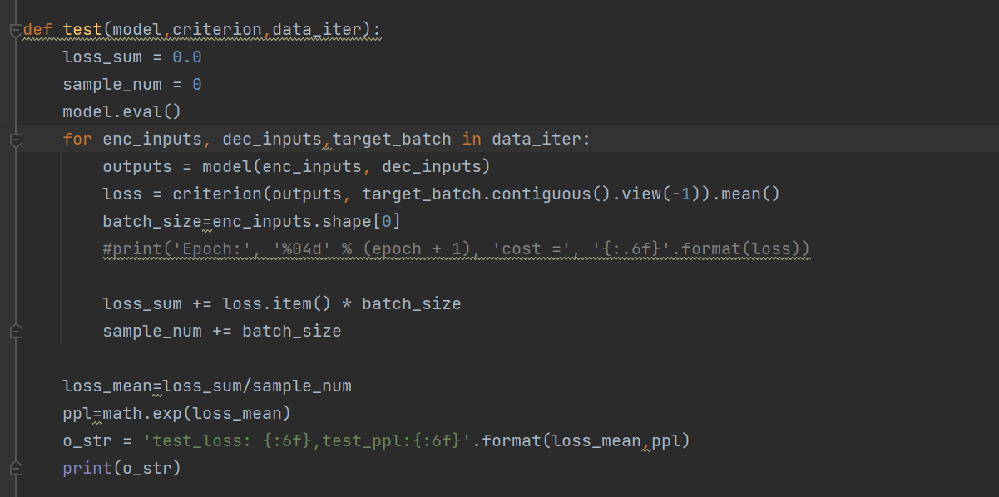 def test(model,criterion,data_iter):
    loss_sum = 0.0
    sample_num = 0
    model.eval()
    for enc_inputs, dec_inputs,target_batch in data_iter:
        outputs = model(enc_inputs, dec_inputs)
        loss = criterion(outputs, target_batch.contiguous().view(-1)).mean()
        batch_size=enc_inputs.shape[0]
        #print('Epoch:', '%04d' % (epoch + 1), 'cost =', '{:.6f}'.format(loss))
        loss_sum += loss.item() * batch_size
        sample_num += batch_size
    loss_mean=loss_sum/sample_num
    ppl=math.exp(loss_mean)
    o_str = 'test_loss: {:6f},test_ppl:{:6f}'.format(loss_mean,ppl)
    print(o_str)